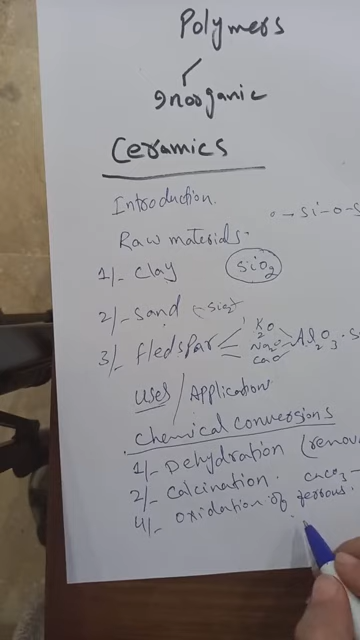 Polymers
Inorganic
Ceramics
Introduction.
Raw materials.
o — Si - O - S
1/- Clay
SiO2
2/- Sand (SiO2)
3/- Fledspar K2O Na2O CaO Al2O3 . S
Uses / Application
Chemical conversions
1/- Dehydration (remov
2/- Calcination. CaCO3 -
4/- Oxidation of ferrous.